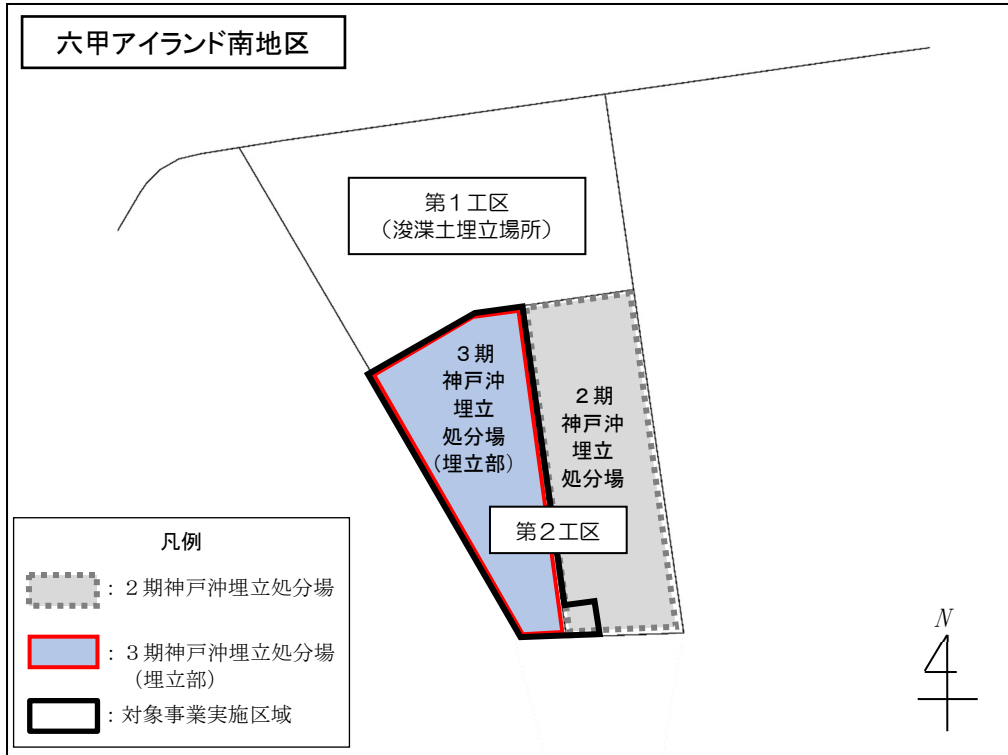 六甲アイランド南地区
第1工区
（浚渫土埋立場所）
3期
神戸沖
埋立
処分場
(埋立部)
2期
神戸沖
埋立
処分場
第2工区
凡例
：2期神戸沖埋立処分場
：3期神戸沖埋立処分場
(埋立部)
：対象事業実施区域
N